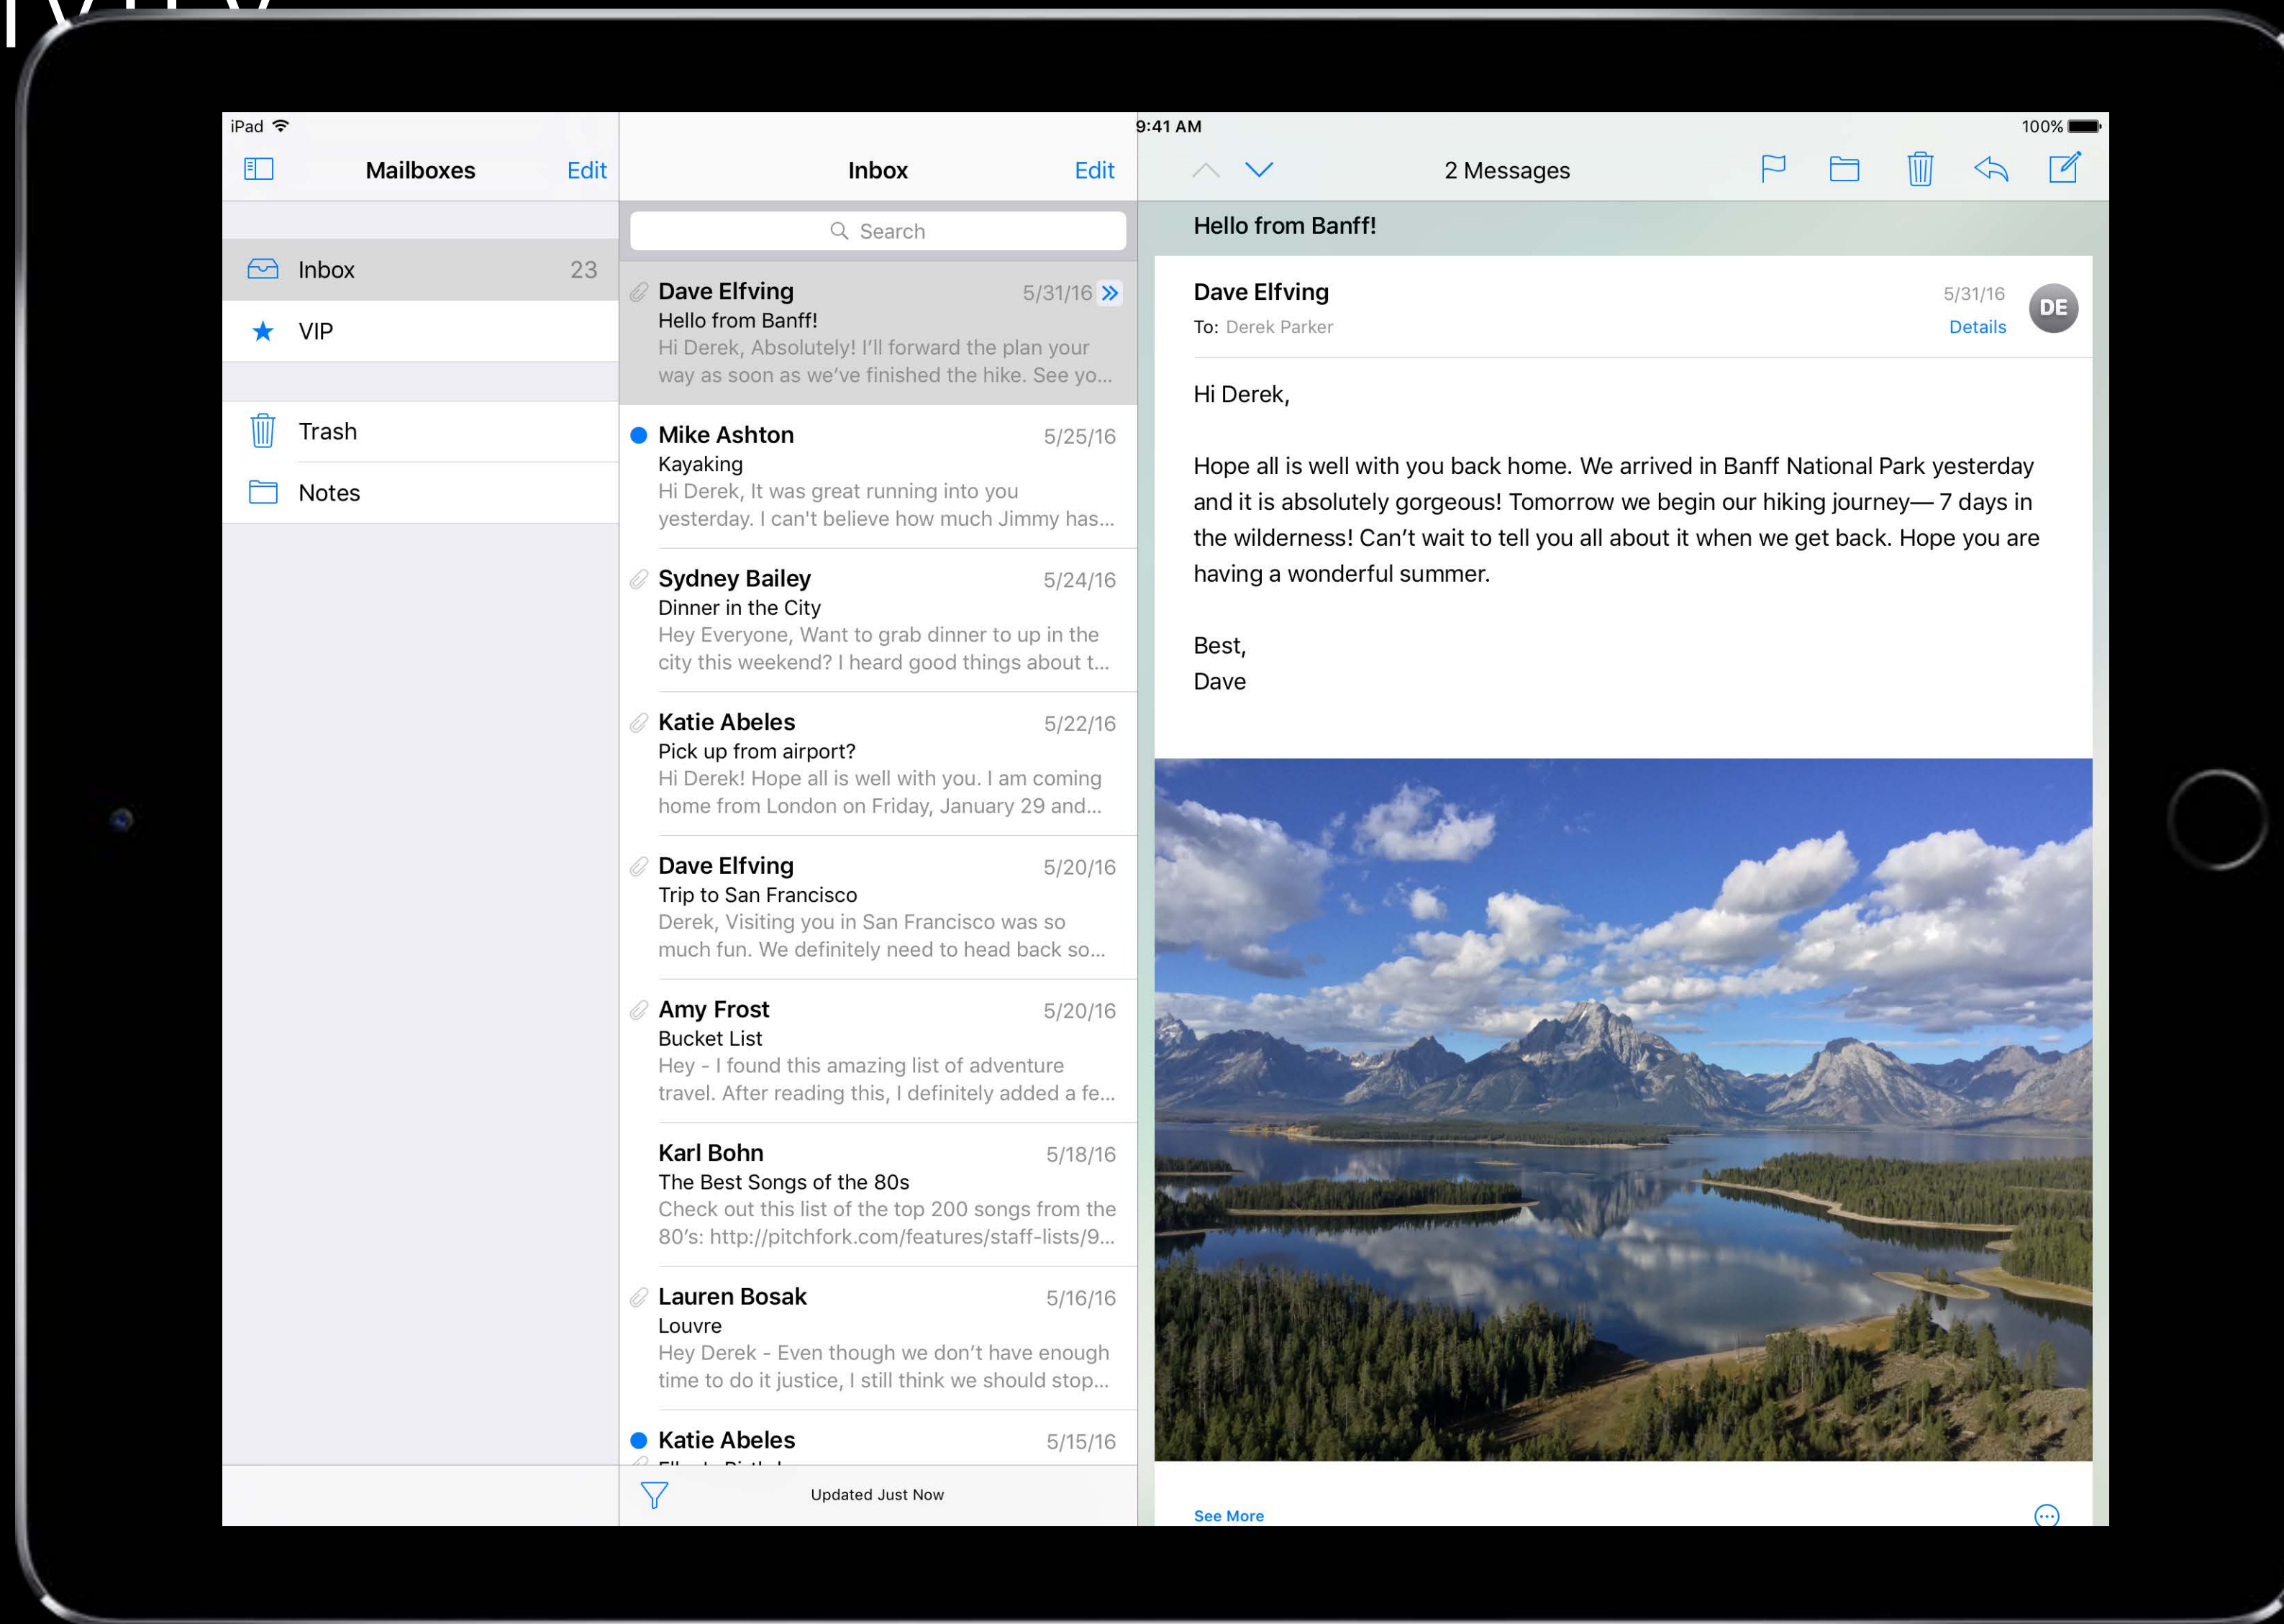 iPad
9:41 AM
100%
Mailboxes
Edit
Inbox
23
VIP
Trash
Notes
Inbox
Edit
Search
Dave Elfving
5/31/16
Hello from Banff!
Hi Derek, Absolutely! I’ll forward the plan your
way as soon as we’ve finished the hike. See yo...
Mike Ashton
5/25/16
Kayaking
Hi Derek, It was great running into you
yesterday. I can't believe how much Jimmy has...
Sydney Bailey
5/24/16
Dinner in the City
Hey Everyone, Want to grab dinner to up in the
city this weekend? I heard good things about t...
Katie Abeles
5/22/16
Pick up from airport?
Hi Derek! Hope all is well with you. I am coming
home from London on Friday, January 29 and...
Dave Elfving
5/20/16
Trip to San Francisco
Derek, Visiting you in San Francisco was so
much fun. We definitely need to head back so...
Amy Frost
5/20/16
Bucket List
Hey - I found this amazing list of adventure
travel. After reading this, I definitely added a fe...
Karl Bohn
5/18/16
The Best Songs of the 80s
Check out this list of the top 200 songs from the
80’s: http://pitchfork.com/features/staff-lists/9...
Lauren Bosak
5/16/16
Louvre
Hey Derek - Even though we don’t have enough
time to do it justice, I still think we should stop...
Katie Abeles
5/15/16
Updated Just Now
2 Messages
Hello from Banff!
Dave Elfving
5/31/16
DE
To: Derek Parker
Details
Hi Derek,
Hope all is well with you back home. We arrived in Banff National Park yesterday
and it is absolutely gorgeous! Tomorrow we begin our hiking journey— 7 days in
the wilderness! Can’t wait to tell you all about it when we get back. Hope you are
having a wonderful summer.
Best,
Dave
See More